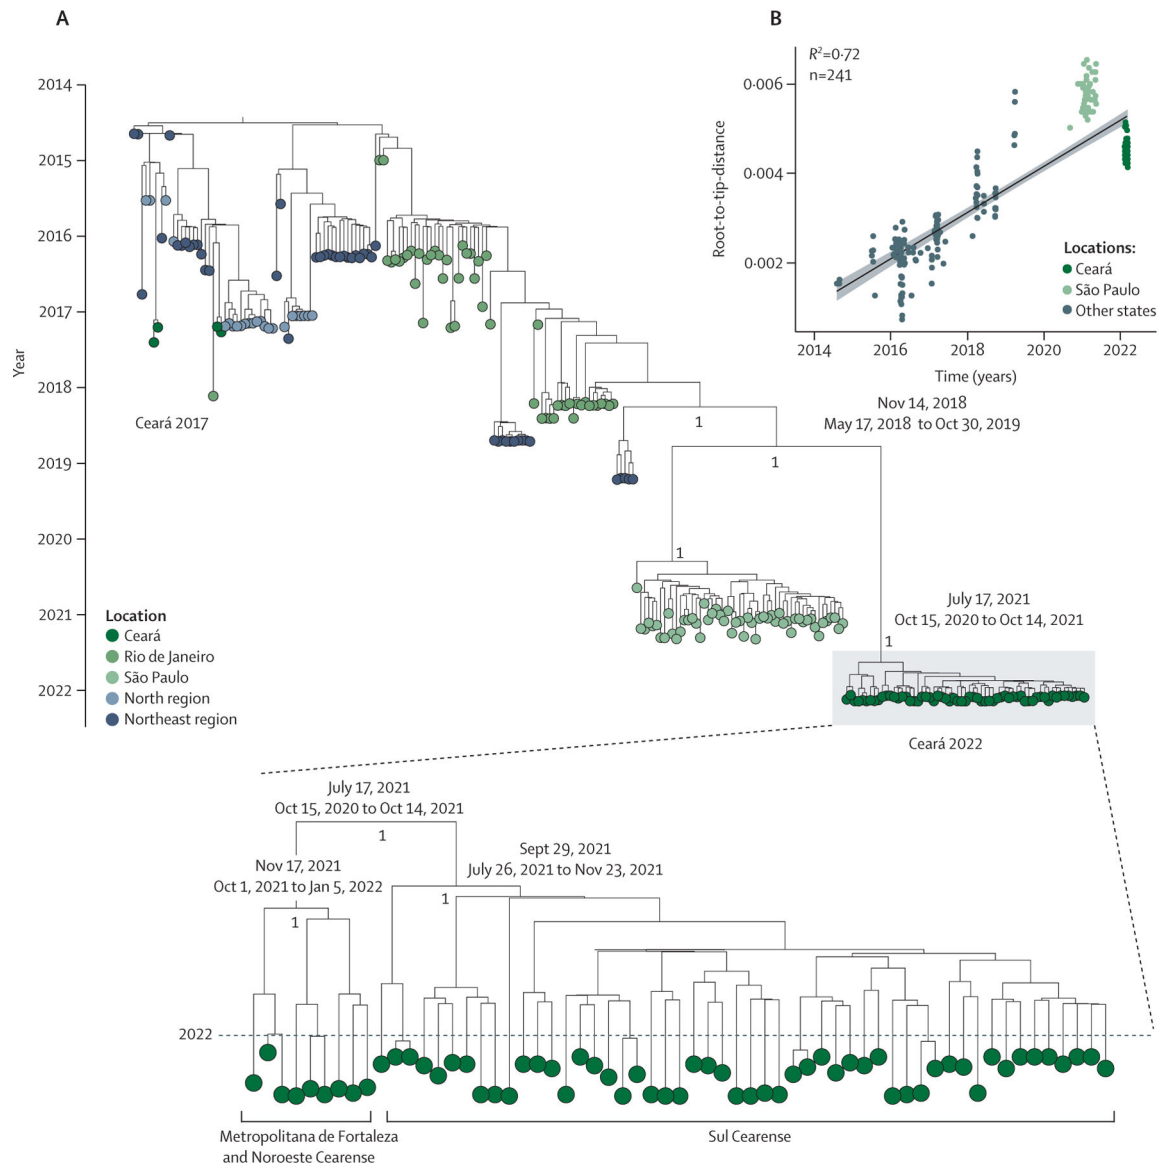 A
2014
2015
2016
2017
2018
2019
2020
2021
2022
Year
Ceará 2017
1
1
1
1
Nov 14, 2018
May 17, 2018 to Oct 30, 2019
July 17, 2021
Oct 15, 2020 to Oct 14, 2021
Ceará 2022
Location
Ceará
Rio de Janeiro
São Paulo
North region
Northeast region
B
R²=0·72
n=241
0·006
0·004
0·002
Root-to-tip-distance
Locations:
Ceará
São Paulo
Other states
2014 2016 2018 2020 2022
Time (years)
July 17, 2021
Oct 15, 2020 to Oct 14, 2021
1
Nov 17, 2021
Oct 1, 2021 to Jan 5, 2022
1
Sept 29, 2021
July 26, 2021 to Nov 23, 2021
1
2022
Metropolitana de Fortaleza
and Noroeste Cearense
Sul Cearense